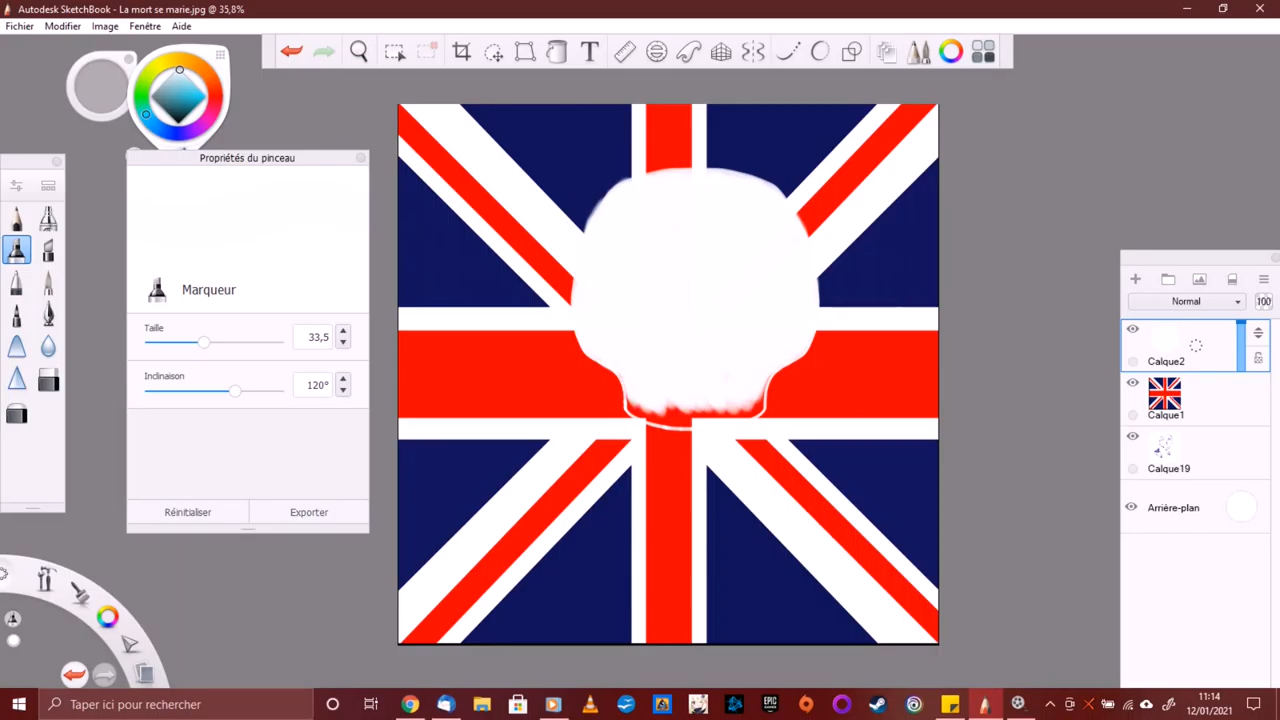 Autodesk SketchBook - La mort se marie.jpg @ 35,8%
Fichier Modifier Image Fenêtre Aide
Propriétés du pinceau
Marqueur
Taille
33,5
Inclinaison
120°
Réinitialiser Exporter
Normal 100
Calque2
Calque1
Calque19
Arrière-plan
Taper ici pour rechercher
EPIC
11:14
12/01/2021